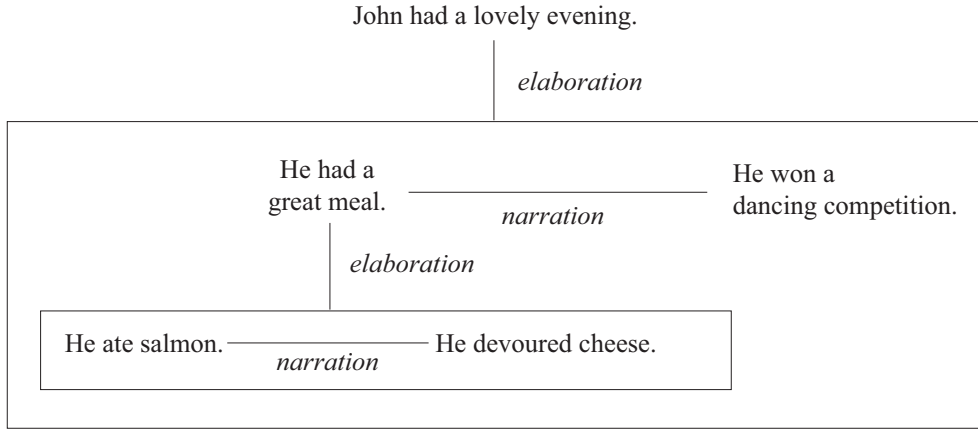 John had a lovely evening.
elaboration
He had a
great meal.
narration
He won a
dancing competition.
elaboration
He ate salmon.
narration
He devoured cheese.